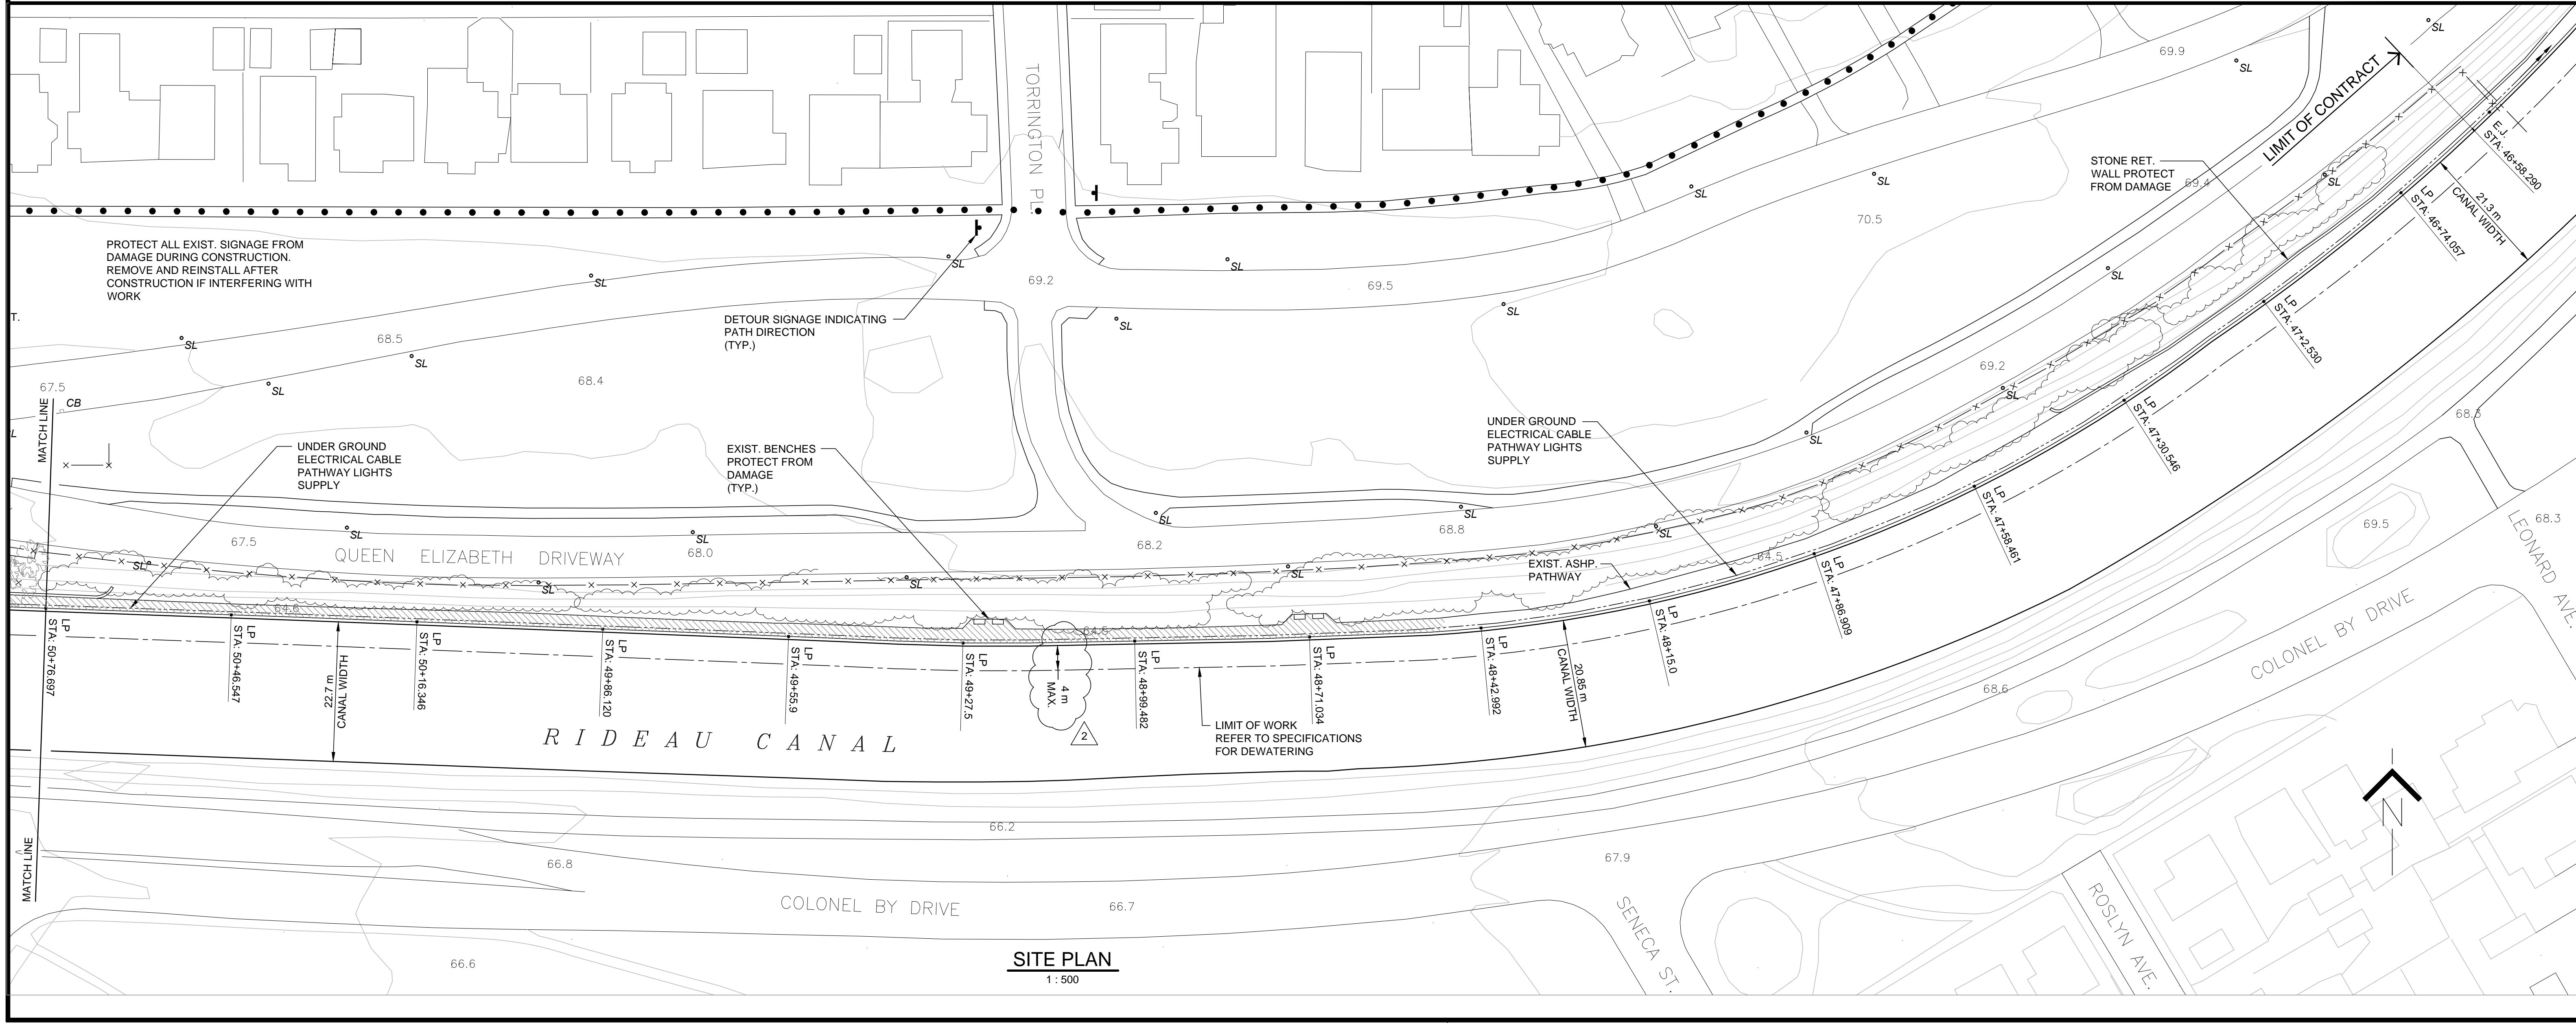 69.9
SL
SL
LIMIT OF CONTRACT
TORRINGTON PL.
E.J.
STA: 46+58.290
STONE RET.
WALL PROTECT
FROM DAMAGE
69.4
SL
SL
SL
LP
STA: 46+74.057
21.3 m
CANAL WIDTH
70.5
PROTECT ALL EXIST. SIGNAGE FROM
DAMAGE DURING CONSTRUCTION.
REMOVE AND REINSTALL AFTER
CONSTRUCTION IF INTERFERING WITH
WORK
SL
SL
SL
69.2
69.5
SL
SL
LP
STA: 47+2.530
T.
DETOUR SIGNAGE INDICATING
PATH DIRECTION
(TYP.)
SL
SL
68.5
SL
SL
68.4
67.5
CB
69.2
SL
LP
STA: 47+30.546
68.3
L
MATCH LINE
UNDER GROUND
ELECTRICAL CABLE
PATHWAY LIGHTS
SUPPLY
EXIST. BENCHES
PROTECT FROM
DAMAGE
(TYP.)
UNDER GROUND
ELECTRICAL CABLE
PATHWAY LIGHTS
SUPPLY
SL
LP
STA: 47+58.461
69.5
68.3
LEONARD AVE.
SL
SL
SL
SL
68.8
SL
67.5
QUEEN ELIZABETH DRIVEWAY
68.0
68.2
64.5
LP
STA: 47+86.909
SL
SL
SL
SL
EXIST. ASHP.
PATHWAY
64.6
64.5
LP
STA: 50+76.697
LP
STA: 50+46.547
22.7 m
CANAL WIDTH
LP
STA: 50+16.346
LP
STA: 49+86.120
LP
STA: 49+55.9
LP
STA: 49+27.5
4 m
MAX.
2
LP
STA: 48+99.482
LP
STA: 48+71.034
LP
STA: 48+42.992
20.85 m
CANAL WIDTH
LP
STA: 48+15.0
LIMIT OF WORK
REFER TO SPECIFICATIONS
FOR DEWATERING
RIDEAU CANAL
68.6
COLONEL BY DRIVE
N
MATCH LINE
66.2
66.8
67.9
COLONEL BY DRIVE
66.7
SENECA ST.
ROSLYN AVE.
66.6
SITE PLAN
1 : 500